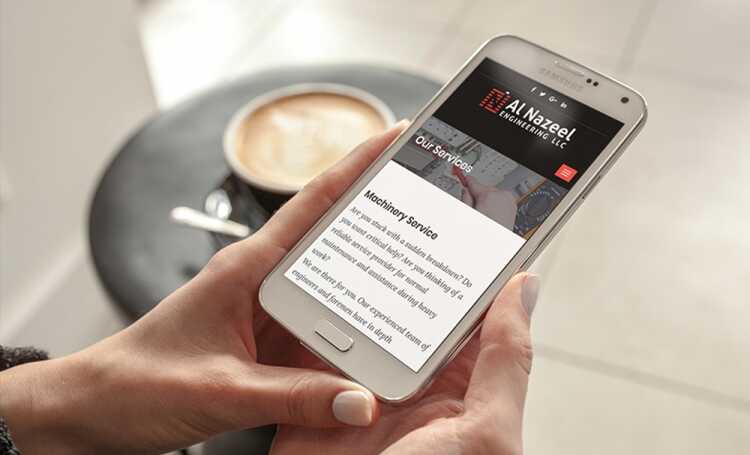 SAMSUNG
Al Nazeel
ENGINEERING LLC
Our Services
Machinery Service
Are you stuck with a sudden breakdown? Do
you want critical help? Are you thinking of a
reliable service provider for normal
maintenance and assistance during heavy
work?
We are there for you. Our experienced team of
engineers and foremen have in depth